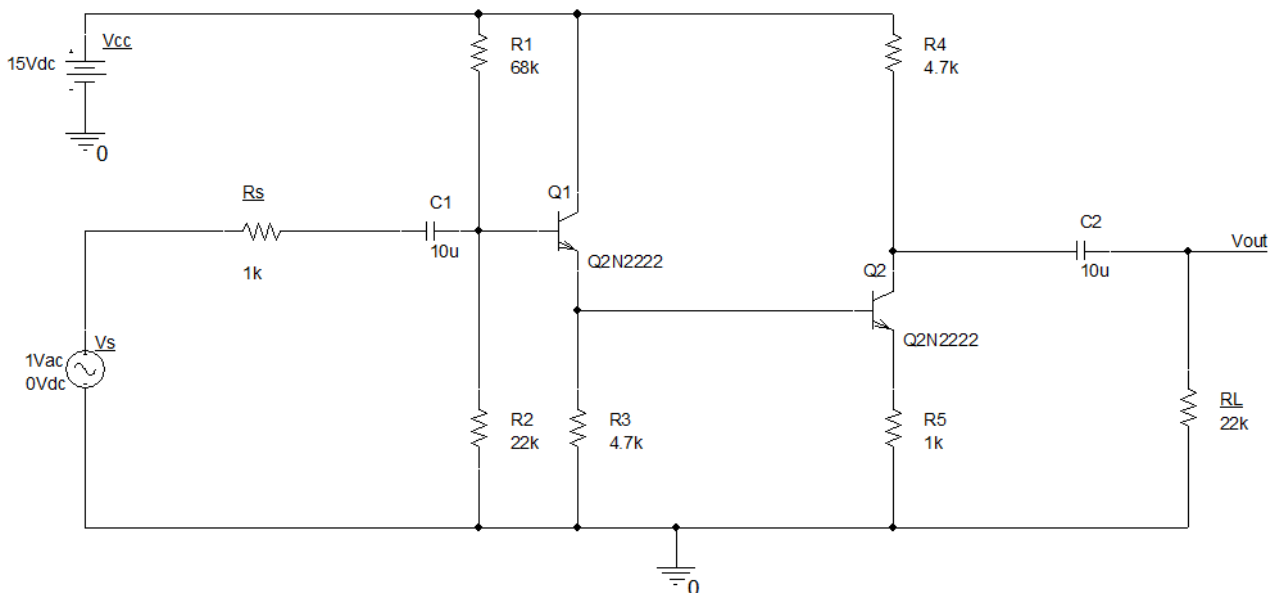 Vcc
15Vdc
0
R1
68k
R4
4.7k
Rs
1k
C1
10u
Q1
Q2N2222
C2
10u
Vout
Q2
Q2N2222
Vs
1Vac
0Vdc
R2
22k
R3
4.7k
R5
1k
RL
22k
0